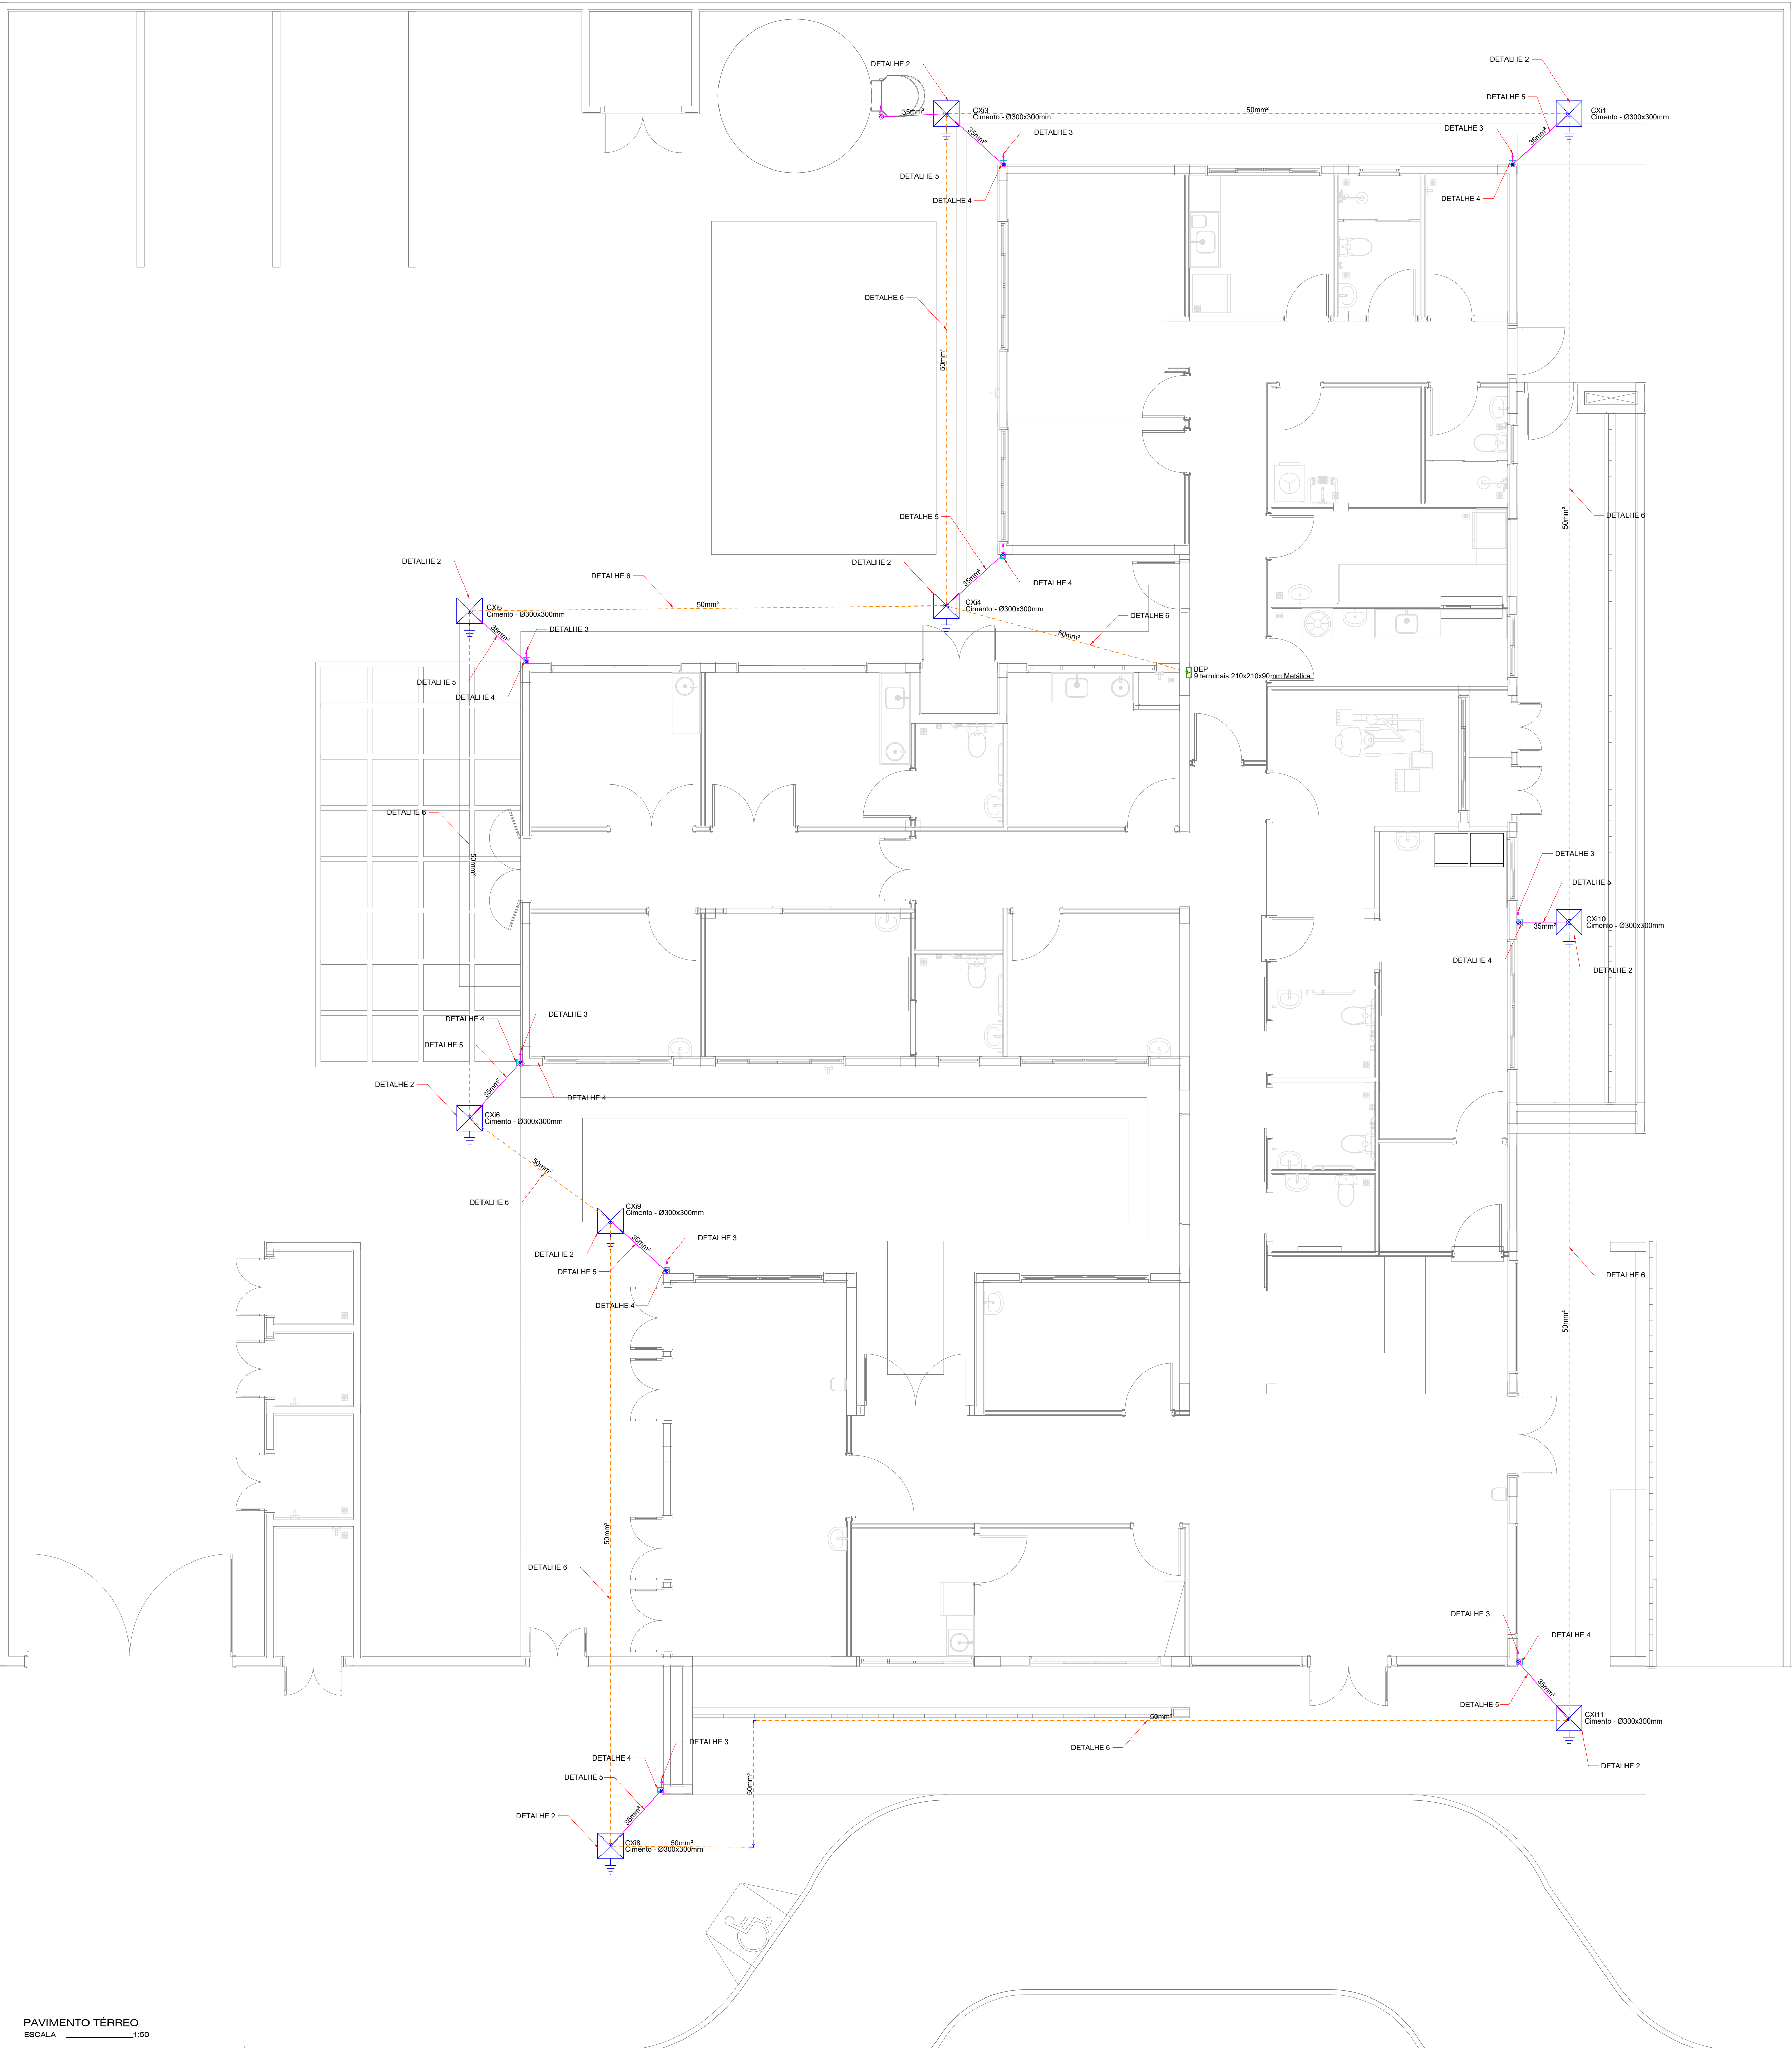 DETALHE 2
DETALHE 2
DETALHE 5
CXi3
Cimento - Ø300x300mm
35mm²
50mm²
CXi1
Cimento - Ø300x300mm
DETALHE 3
DETALHE 3
35mm²
35mm²
DETALHE 5
DETALHE 4
DETALHE 4
DETALHE 6
50mm²
DETALHE 5
50mm²
DETALHE 6
DETALHE 2
DETALHE 2
DETALHE 6
35mm²
DETALHE 4
50mm²
CXi5
Cimento - Ø300x300mm
CXi4
Cimento - Ø300x300mm
DETALHE 6
35mm²
DETALHE 3
50mm²
BEP
9 terminais 210x210x90mm Metálica
DETALHE 5
DETALHE 4
DETALHE 6
50mm²
DETALHE 3
DETALHE 5
CXi10
Cimento - Ø300x300mm
35mm²
DETALHE 4
DETALHE 2
DETALHE 4
DETALHE 3
DETALHE 5
DETALHE 2
35mm²
DETALHE 4
CXi6
Cimento - Ø300x300mm
50mm²
DETALHE 6
CXi9
Cimento - Ø300x300mm
35mm²
DETALHE 3
DETALHE 2
DETALHE 5
DETALHE 6
DETALHE 4
50mm²
50mm²
DETALHE 6
DETALHE 3
DETALHE 4
35mm²
DETALHE 5
50mm²
CXi11
Cimento - Ø300x300mm
DETALHE 6
DETALHE 3
DETALHE 4
DETALHE 2
DETALHE 5
50mm²
35mm²
DETALHE 2
CXi8
50mm²
Cimento - Ø300x300mm
PAVIMENTO TÉRREO
ESCALA 1:50